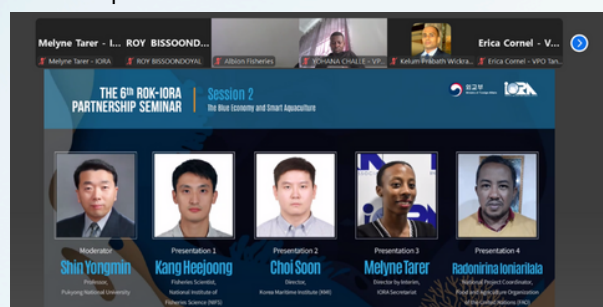 Melyne Tarer - I...
ROY BISSOOND...
Erica Cornel - V...
Melyne Tarer - IORA
ROY BISSOONDOYAL
Albion Fisheries
YOHANA CHALLE - VP...
Kelum Prabath Wickra...
Erica Cornel - VPO Tan...
THE 6th ROK-IORA
PARTNERSHIP SEMINAR
Session 2
The Blue Economy and Smart Aquaculture
외교부
IORA
Moderator
Shin Yongmin
Professor,
Pukyong National University
Presentation 1
Kang Heejoong
Fisheries Scientist,
National Institute of
Fisheries Science (NIFS)
Presentation 2
Choi Soon
Director,
Korea Maritime Institute (KMI)
Presentation 3
Melyne Tarer
Director by Interim,
IORA Secretariat
Presentation 4
Radonirina Ioniarilala
National Project Coordinator,
Food and Agriculture Organization
of the United Nations (FAO)